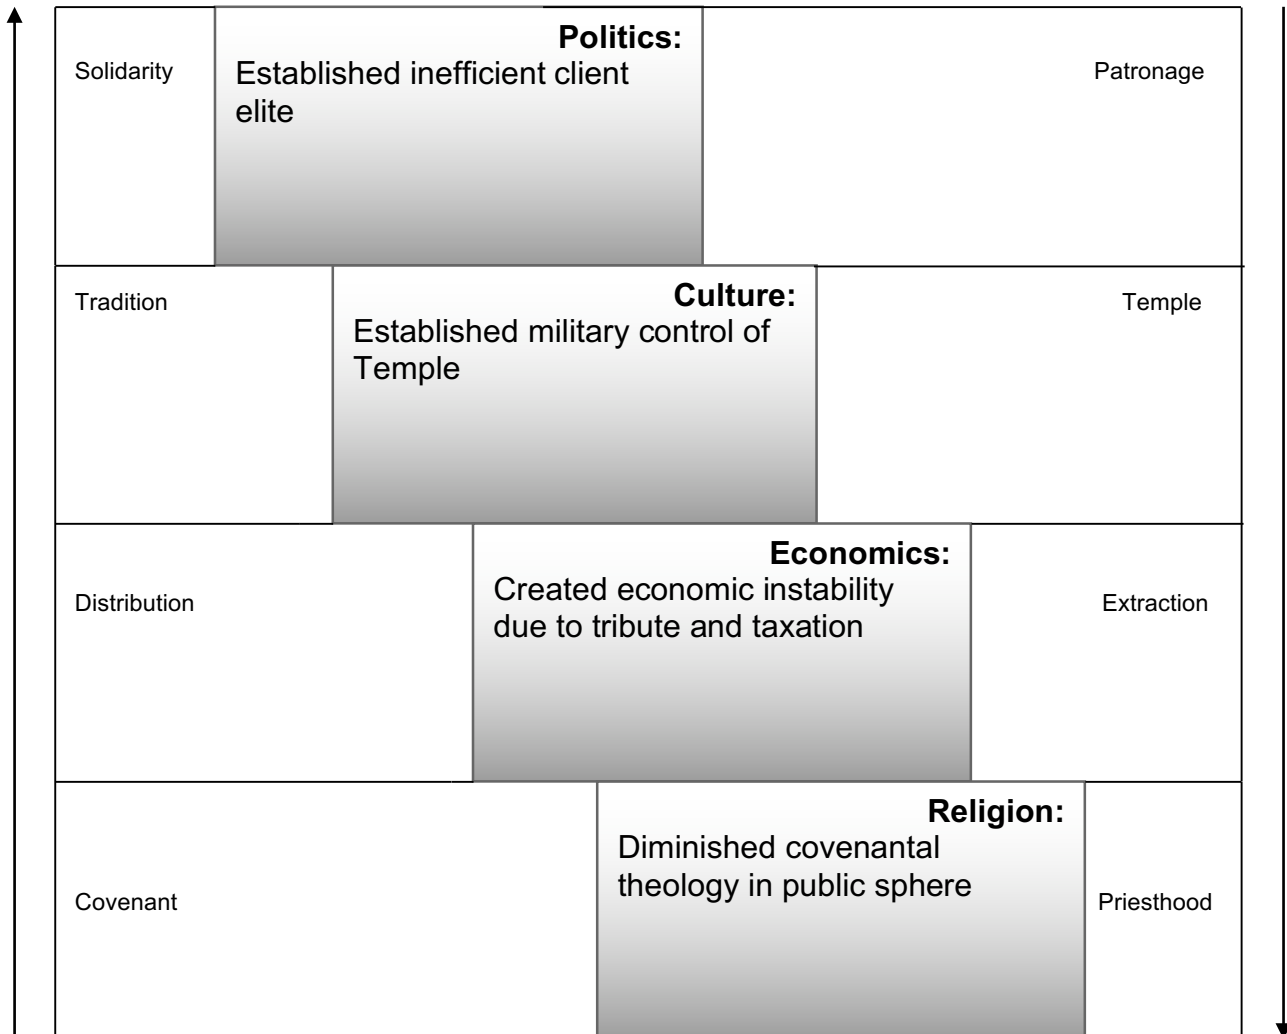 Politics:
Solidarity
Established inefficient client
elite
Patronage
Culture:
Tradition
Established military control of
Temple
Temple
Economics:
Distribution
Created economic instability
due to tribute and taxation
Extraction
Religion:
Covenant
Diminished covenantal
theology in public sphere
Priesthood